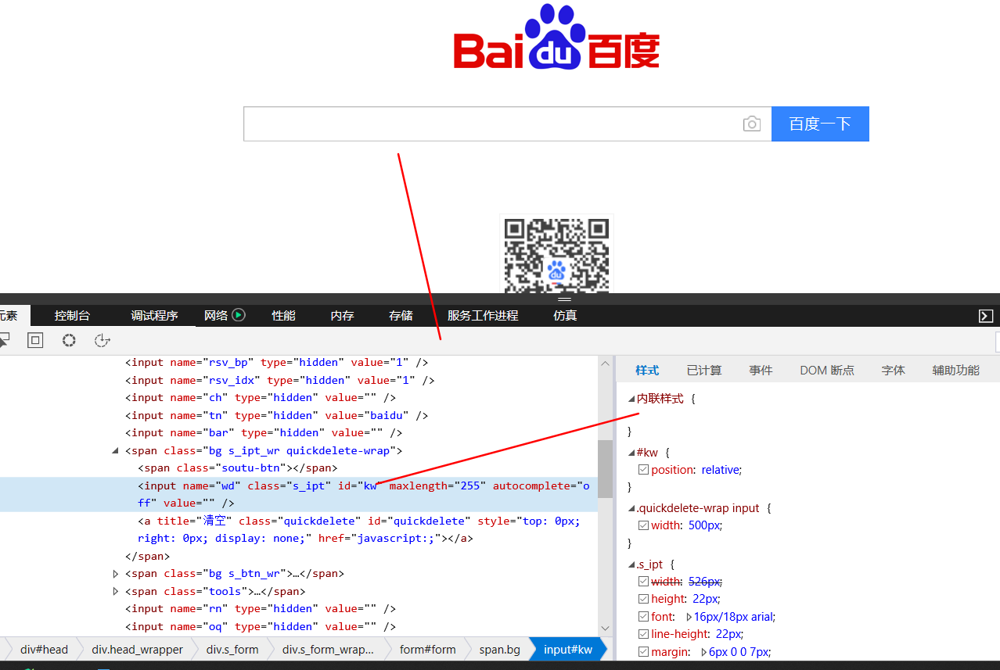 Bai du 百度
百度一下
du
元素 控制台 调试程序 网络 性能 内存 存储 服务工作进程 仿真
<input name="rsv_bp" type="hidden" value="1" />
<input name="rsv_idx" type="hidden" value="1" />
<input name="ch" type="hidden" value="" />
<input name="tn" type="hidden" value="baidu" />
<input name="bar" type="hidden" value="" />
<span class="bg s_ipt_wr quickdelete-wrap">
<span class="soutu-btn"></span>
<input name="wd" class="s_ipt" id="kw" maxlength="255" autocomplete="o
ff" value="" />
<a title="清空" class="quickdelete" id="quickdelete" style="top: 0px;
right: 0px; display: none;" href="javascript:;"></a>
</span>
<span class="bg s_btn_wr">…</span>
<span class="tools">…</span>
<input name="rn" type="hidden" value="" />
<input name="oq" type="hidden" value="" />
div#head div.head_wrapper div.s_form div.s_form_wrap... form#form span.bg input#kw
样式 已计算 事件 DOM 断点 字体 辅助功能
内联样式 {
}
#kw {
position: relative;
}
.quickdelete-wrap input {
width: 500px;
}
.s_ipt {
width: 526px;
height: 22px;
font: 16px/18px arial;
line-height: 22px;
margin: 6px 0 0 7px;